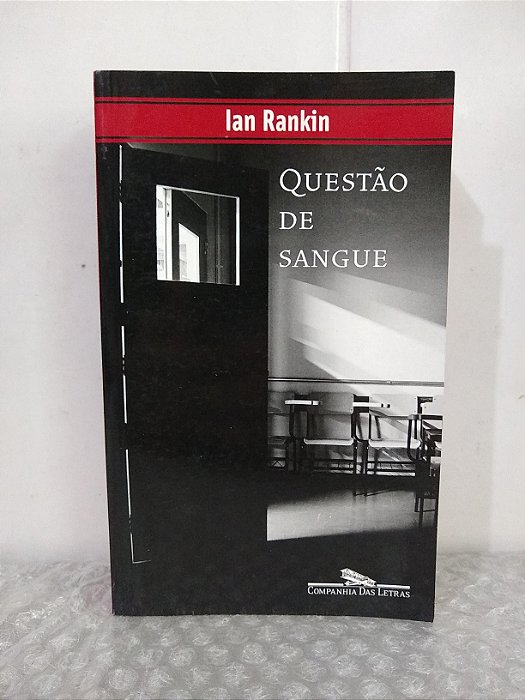 Ian Rankin
Questão
de
sangue
Companhia Das Letras